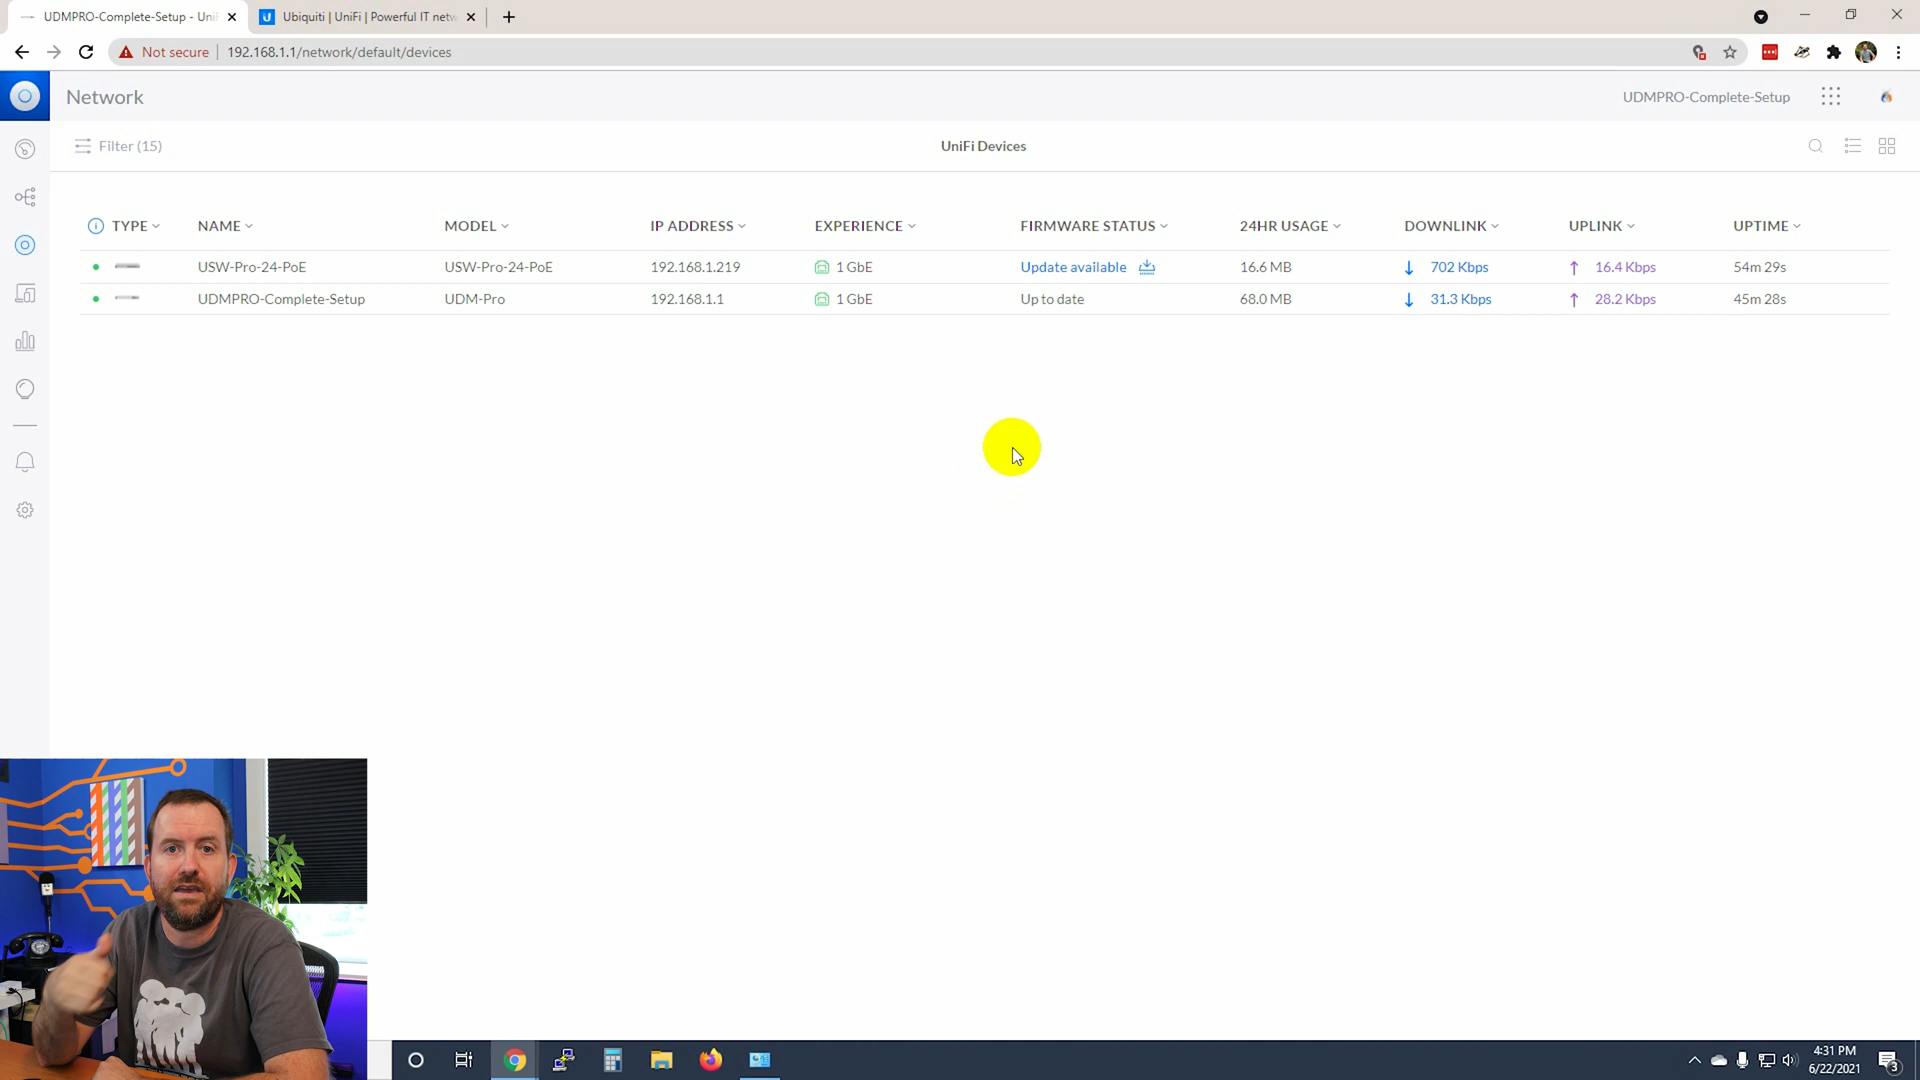 UDMPRO-Complete-Setup - Uni
Ubiquiti | UniFi | Powerful IT netw
Not secure
192.168.1.1/network/default/devices
Network
UDMPRO-Complete-Setup
Filter (15)
UniFi Devices
TYPE NAME MODEL IP ADDRESS EXPERIENCE FIRMWARE STATUS 24HR USAGE DOWNLINK UPLINK UPTIME
USW-Pro-24-PoE USW-Pro-24-PoE 192.168.1.219 1 GbE Update available 16.6 MB 702 Kbps 16.4 Kbps 54m 29s
UDMPRO-Complete-Setup UDM-Pro 192.168.1.1 1 GbE Up to date 68.0 MB 31.3 Kbps 28.2 Kbps 45m 28s
4:31 PM
6/22/2021
3